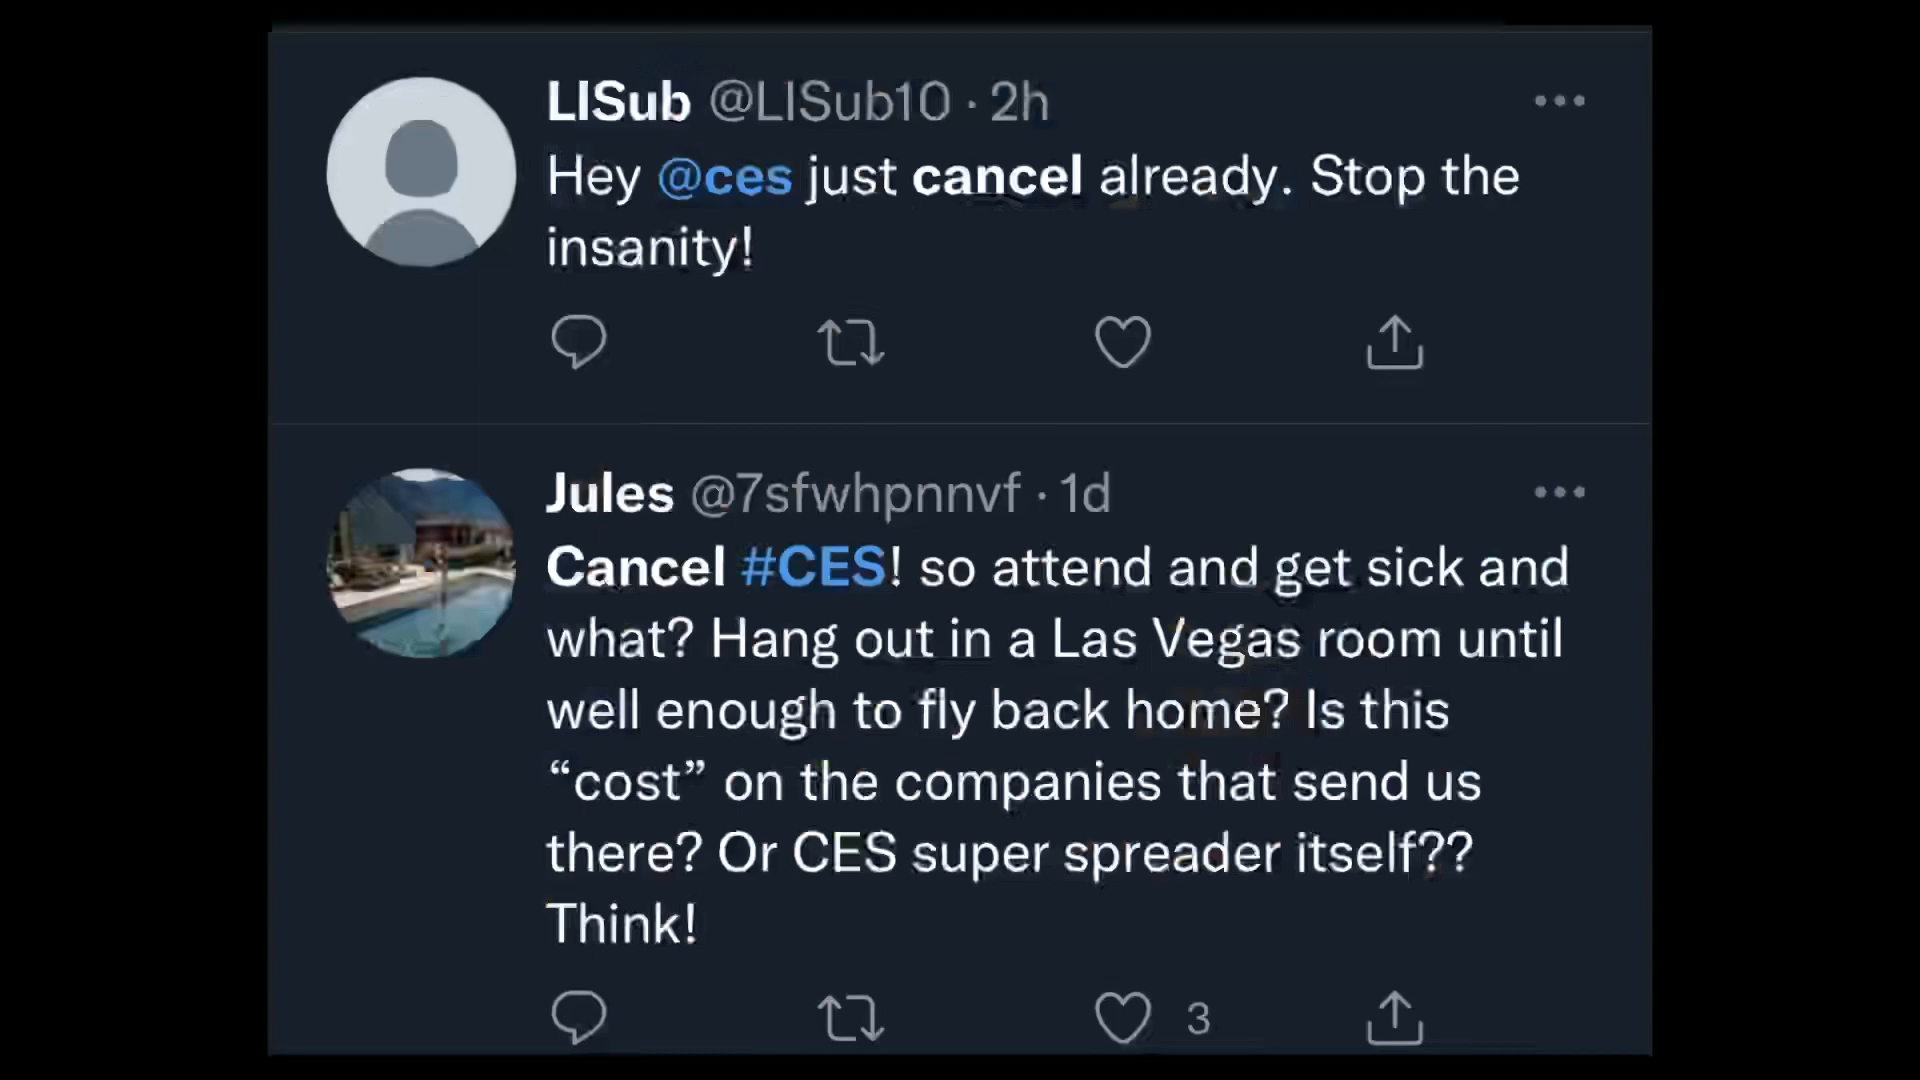 LISub @LISub10 · 2h
Hey @ces just cancel already. Stop the
insanity!
Jules @7sfwhpnnvf · 1d
Cancel #CES! so attend and get sick and
what? Hang out in a Las Vegas room until
well enough to fly back home? Is this
“cost” on the companies that send us
there? Or CES super spreader itself??
Think!
3